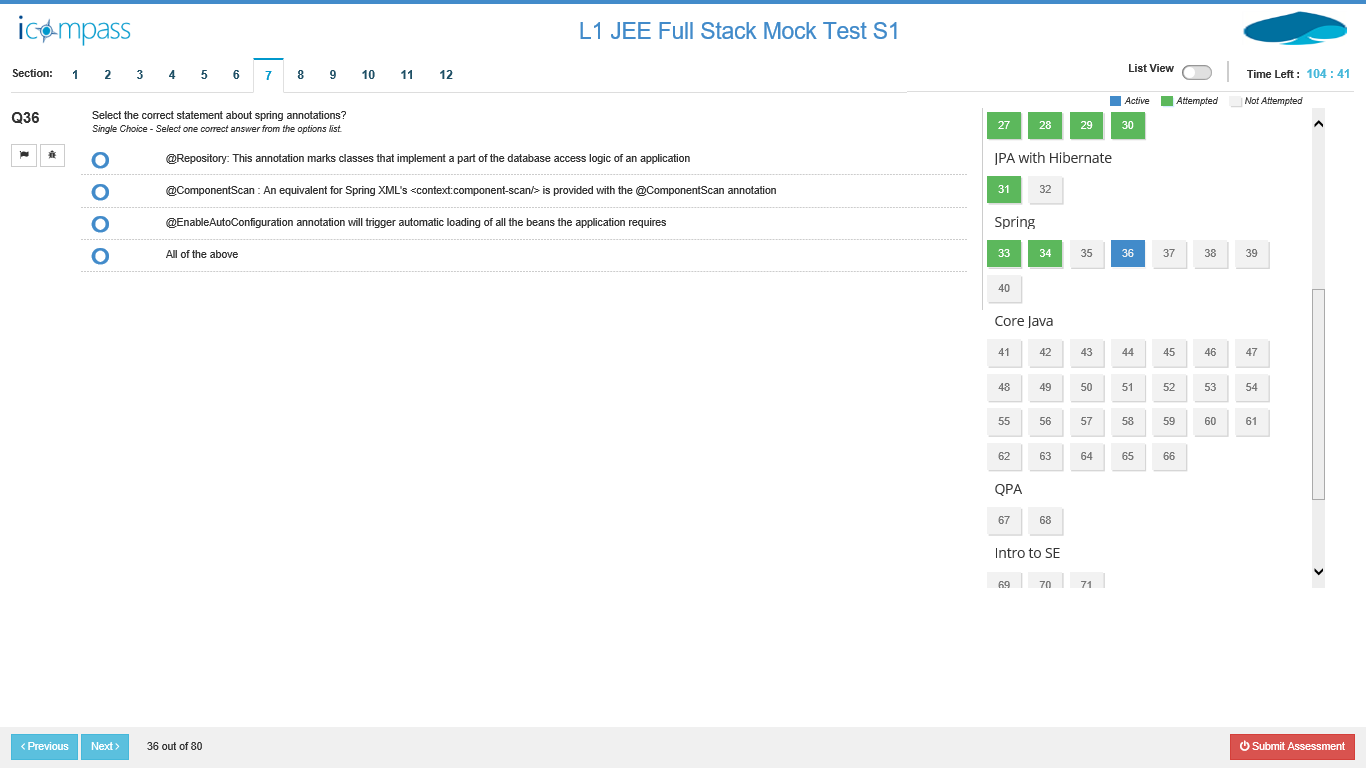 icompass
L1 JEE Full Stack Mock Test S1
Section: 1 2 3 4 5 6 7 8 9 10 11 12
List View
Time Left : 104 : 41
Active Attempted Not Attempted
Q36
Select the correct statement about spring annotations?
Single Choice - Select one correct answer from the options list.
@Repository: This annotation marks classes that implement a part of the database access logic of an application
@ComponentScan : An equivalent for Spring XML's <context:component-scan/> is provided with the @ComponentScan annotation
@EnableAutoConfiguration annotation will trigger automatic loading of all the beans the application requires
All of the above
27 28 29 30
JPA with Hibernate
31 32
Spring
33 34 35 36 37 38 39
40
Core Java
41 42 43 44 45 46 47
48 49 50 51 52 53 54
55 56 57 58 59 60 61
62 63 64 65 66
QPA
67 68
Intro to SE
69 70 71
< Previous
Next >
36 out of 80
Submit Assessment